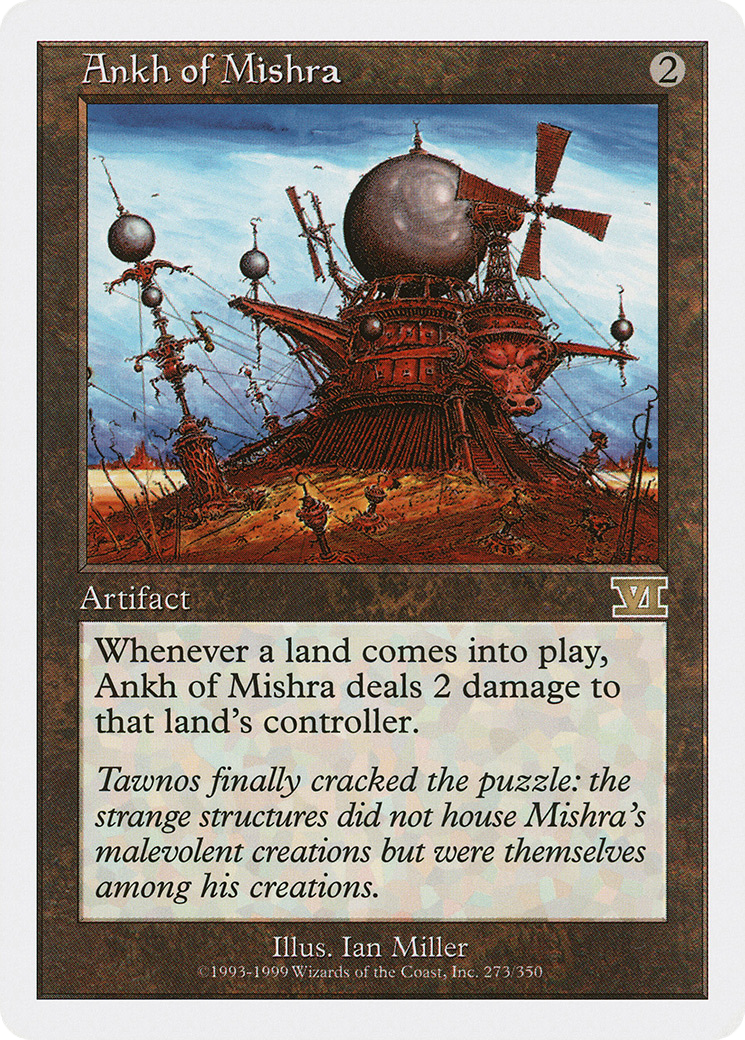 Ankh of Mishra
2
Artifact
VI
Whenever a land comes into play,
Ankh of Mishra deals 2 damage to
that land's controller.
Tawnos finally cracked the puzzle: the
strange structures did not house Mishra's
malevolent creations but were themselves
among his creations.
Illus. Ian Miller
©1993-1999 Wizards of the Coast, Inc. 273/350